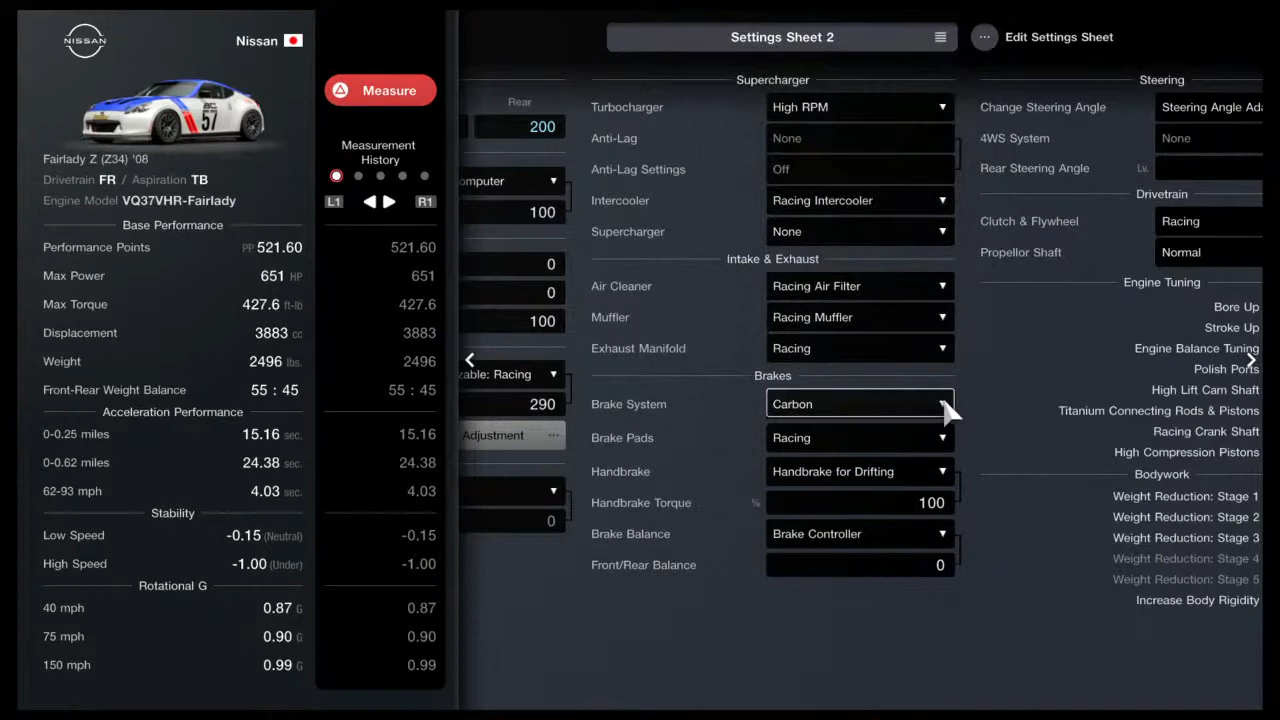 NISSAN
Nissan
57
Fairlady Z (Z34) '08
Drivetrain FR / Aspiration TB
Engine Model VQ37VHR-Fairlady
Base Performance
Performance Points PP 521.60
Max Power 651 HP
Max Torque 427.6 ft-lb
Displacement 3883 cc
Weight 2496 lbs.
Front-Rear Weight Balance 55 : 45
Acceleration Performance
0-0.25 miles 15.16 sec.
0-0.62 miles 24.38 sec.
62-93 mph 4.03 sec.
Stability
Low Speed -0.15 (Neutral)
High Speed -1.00 (Under)
Rotational G
40 mph 0.87 G
75 mph 0.90 G
150 mph 0.99 G
Measure
Measurement
History
L1 R1
521.60
651
427.6
3883
2496
55 : 45
15.16
24.38
4.03
-0.15
-1.00
0.87
0.90
0.99
Settings Sheet 2
Edit Settings Sheet
Rear
200
omputer
100
0
0
100
zable: Racing
290
Adjustment
0
Supercharger
Turbocharger High RPM
Anti-Lag None
Anti-Lag Settings Off
Intercooler Racing Intercooler
Supercharger None
Intake & Exhaust
Air Cleaner Racing Air Filter
Muffler Racing Muffler
Exhaust Manifold Racing
Brakes
Brake System Carbon
Brake Pads Racing
Handbrake Handbrake for Drifting
Handbrake Torque % 100
Brake Balance Brake Controller
Front/Rear Balance 0
Steering
Change Steering Angle Steering Angle Ada
4WS System None
Rear Steering Angle Lv.
Drivetrain
Clutch & Flywheel Racing
Propellor Shaft Normal
Engine Tuning
Bore Up
Stroke Up
Engine Balance Tuning
Polish Ports
High Lift Cam Shaft
Titanium Connecting Rods & Pistons
Racing Crank Shaft
High Compression Pistons
Bodywork
Weight Reduction: Stage 1
Weight Reduction: Stage 2
Weight Reduction: Stage 3
Weight Reduction: Stage 4
Weight Reduction: Stage 5
Increase Body Rigidity